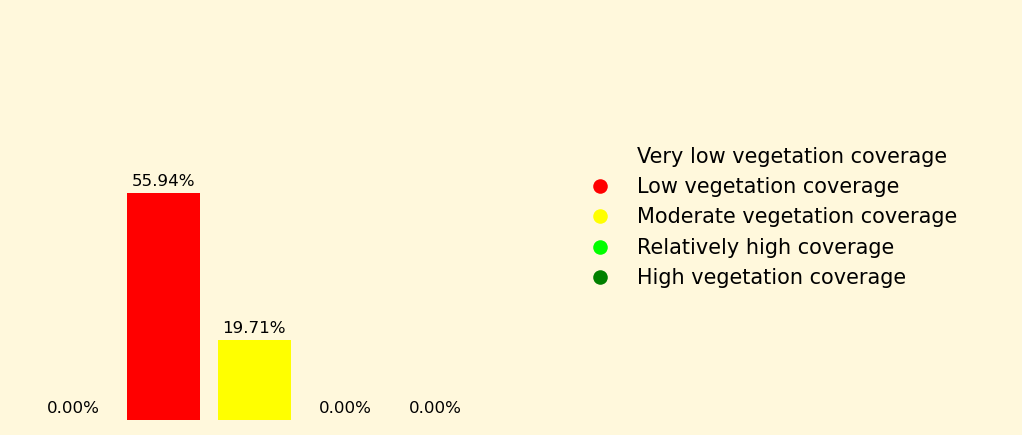 55.94%
19.71%
0.00%
0.00%
0.00%
Very low vegetation coverage
Low vegetation coverage
Moderate vegetation coverage
Relatively high coverage
High vegetation coverage